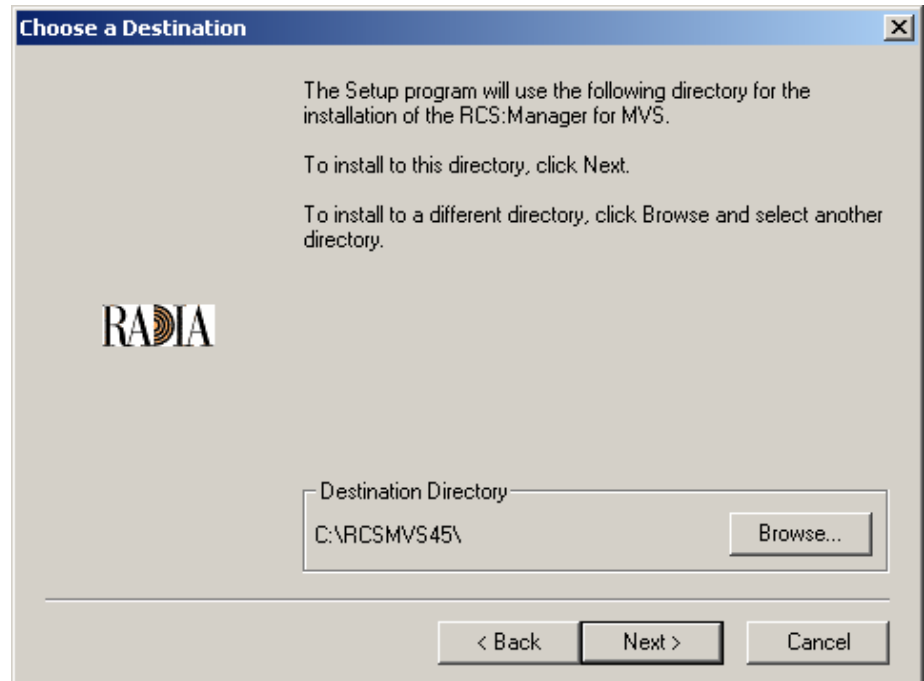 Choose a Destination
The Setup program will use the following directory for the
installation of the RCS:Manager for MVS.
To install to this directory, click Next.
To install to a different directory, click Browse and select another
directory.
RADIA
Destination Directory
C:\RCSMVS45\
Browse...
< Back
Next >
Cancel